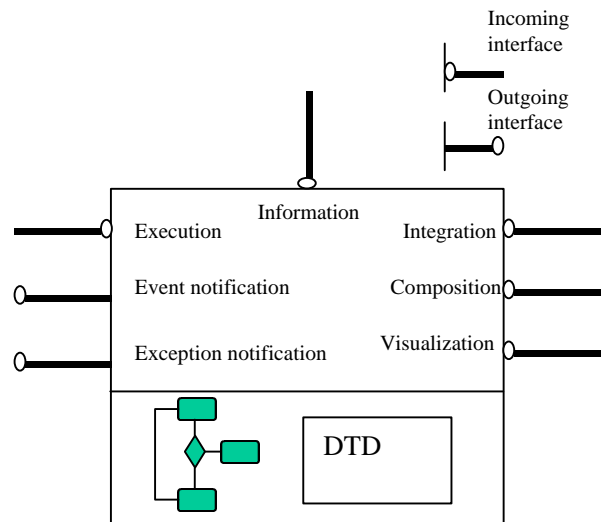 Incoming
interface
Outgoing
interface
Information
Execution
Integration
Event notification
Composition
Exception notification
Visualization
DTD